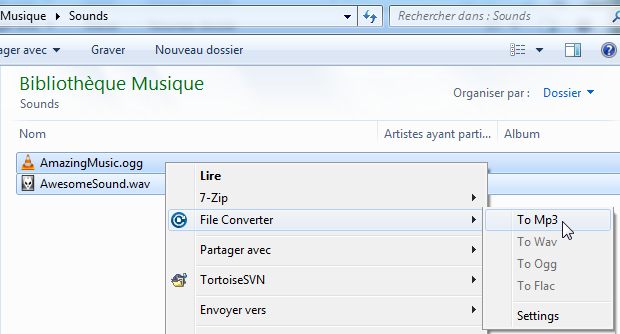 Musique ▸ Sounds
Rechercher dans : Sounds
ager avec Graver Nouveau dossier
Bibliothèque Musique
Sounds
Organiser par : Dossier
Nom Artistes ayant parti... Album
AmazingMusic.ogg
AwesomeSound.wav
Lire
7-Zip
File Converter
Partager avec
TortoiseSVN
Envoyer vers
To Mp3
To Wav
To Ogg
To Flac
Settings